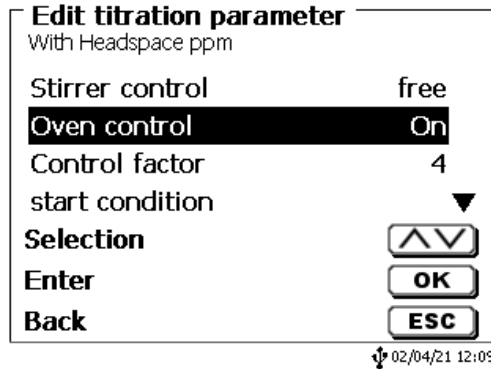 Edit titration parameter
With Headspace ppm
Stirrer control free
Oven control On
Control factor 4
start condition ▼
Selection
Enter OK
Back ESC
02/04/21 12:09